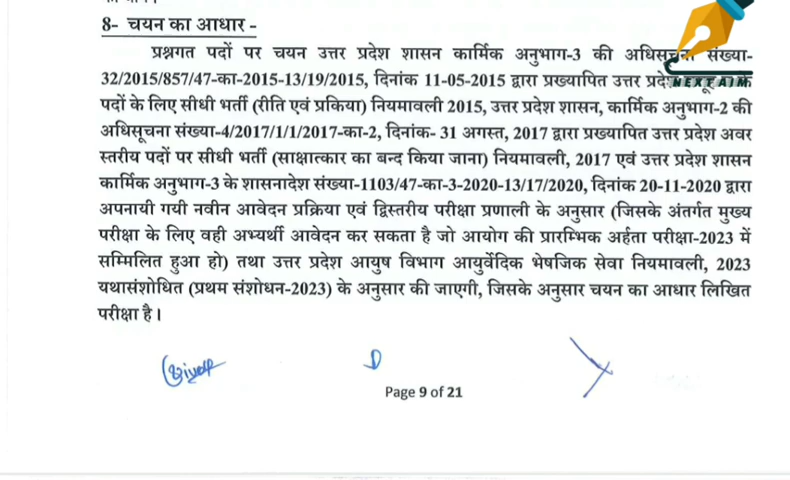 8- चयन का आधार -
प्रश्नगत पदों पर चयन उत्तर प्रदेश शासन कार्मिक अनुभाग-3 की अधिसूचना संख्या-
32/2015/857/47-का-2015-13/19/2015, दिनांक 11-05-2015 द्वारा प्रख्यापित उत्तर प्रदेश
NEXT AIM
पदों के लिए सीधी भर्ती (रीति एवं प्रकिया) नियमावली 2015, उत्तर प्रदेश शासन, कार्मिक अनुभाग-2 की
अधिसूचना संख्या-4/2017/1/1/2017-का-2, दिनांक- 31 अगस्त, 2017 द्वारा प्रख्यापित उत्तर प्रदेश अवर
स्तरीय पदों पर सीधी भर्ती (साक्षात्कार का बन्द किया जाना) नियमावली, 2017 एवं उत्तर प्रदेश शासन
कार्मिक अनुभाग-3 के शासनादेश संख्या-1103/47-का-3-2020-13/17/2020, दिनांक 20-11-2020 द्वारा
अपनायी गयी नवीन आवेदन प्रक्रिया एवं द्विस्तरीय परीक्षा प्रणाली के अनुसार (जिसके अंतर्गत मुख्य
परीक्षा के लिए वही अभ्यर्थी आवेदन कर सकता है जो आयोग की प्रारम्भिक अर्हता परीक्षा-2023 में
सम्मिलित हुआ हो) तथा उत्तर प्रदेश आयुष विभाग आयुर्वेदिक भेषजिक सेवा नियमावली, 2023
यथासंशोधित (प्रथम संशोधन-2023) के अनुसार की जाएगी, जिसके अनुसार चयन का आधार लिखित
परीक्षा है।
Page 9 of 21